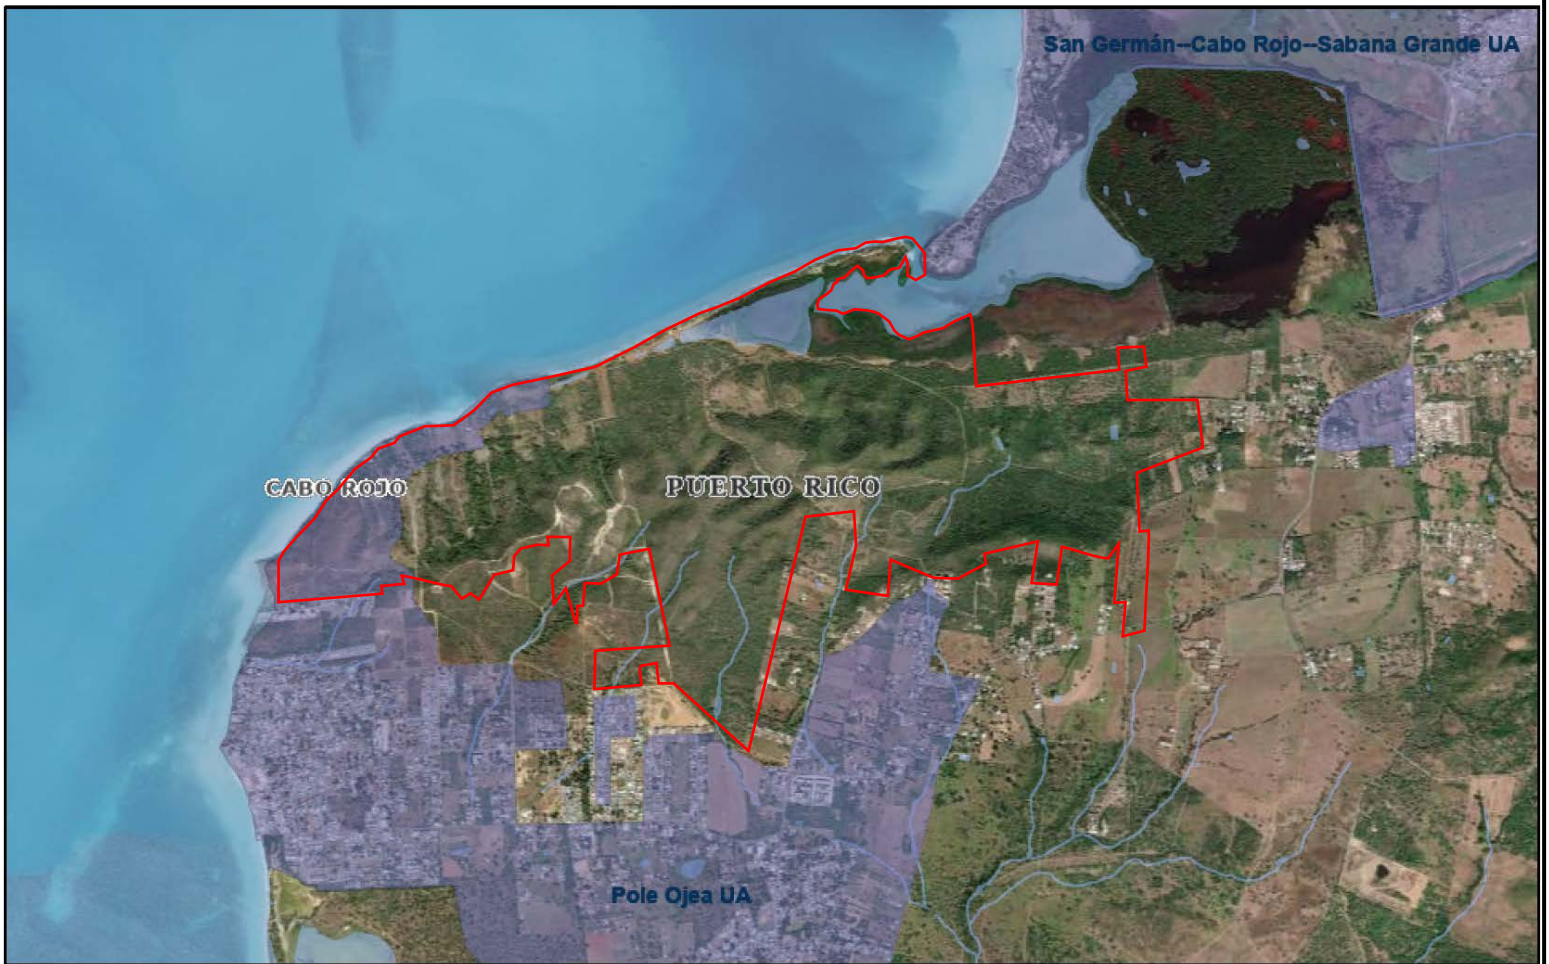 San Germán--Cabo Rojo--Sabana Grande UA
CABO ROJO
PUERTO RICO
Pole Ojea UA